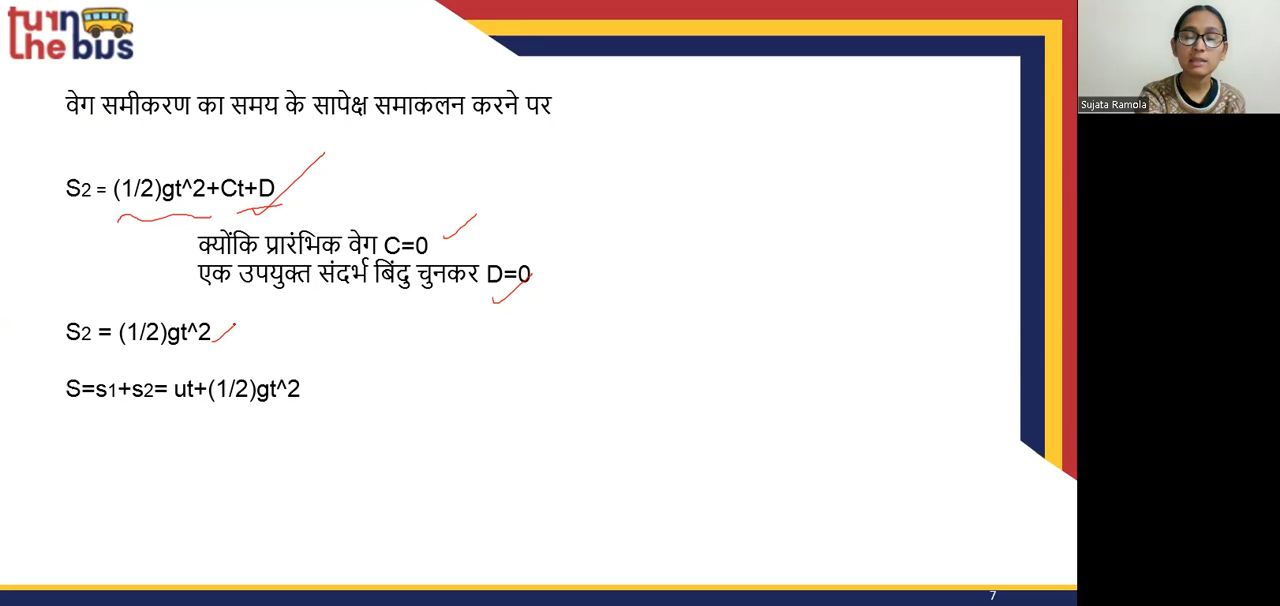 turn
the bus
वेग समीकरण का समय के सापेक्ष समाकलन करने पर
S2 = (1/2)gt^2+Ct+D
क्योंकि प्रारंभिक वेग C=0
एक उपयुक्त संदर्भ बिंदु चुनकर D=0
S2 = (1/2)gt^2
S=s1+s2= ut+(1/2)gt^2
7
Sujata Ramola